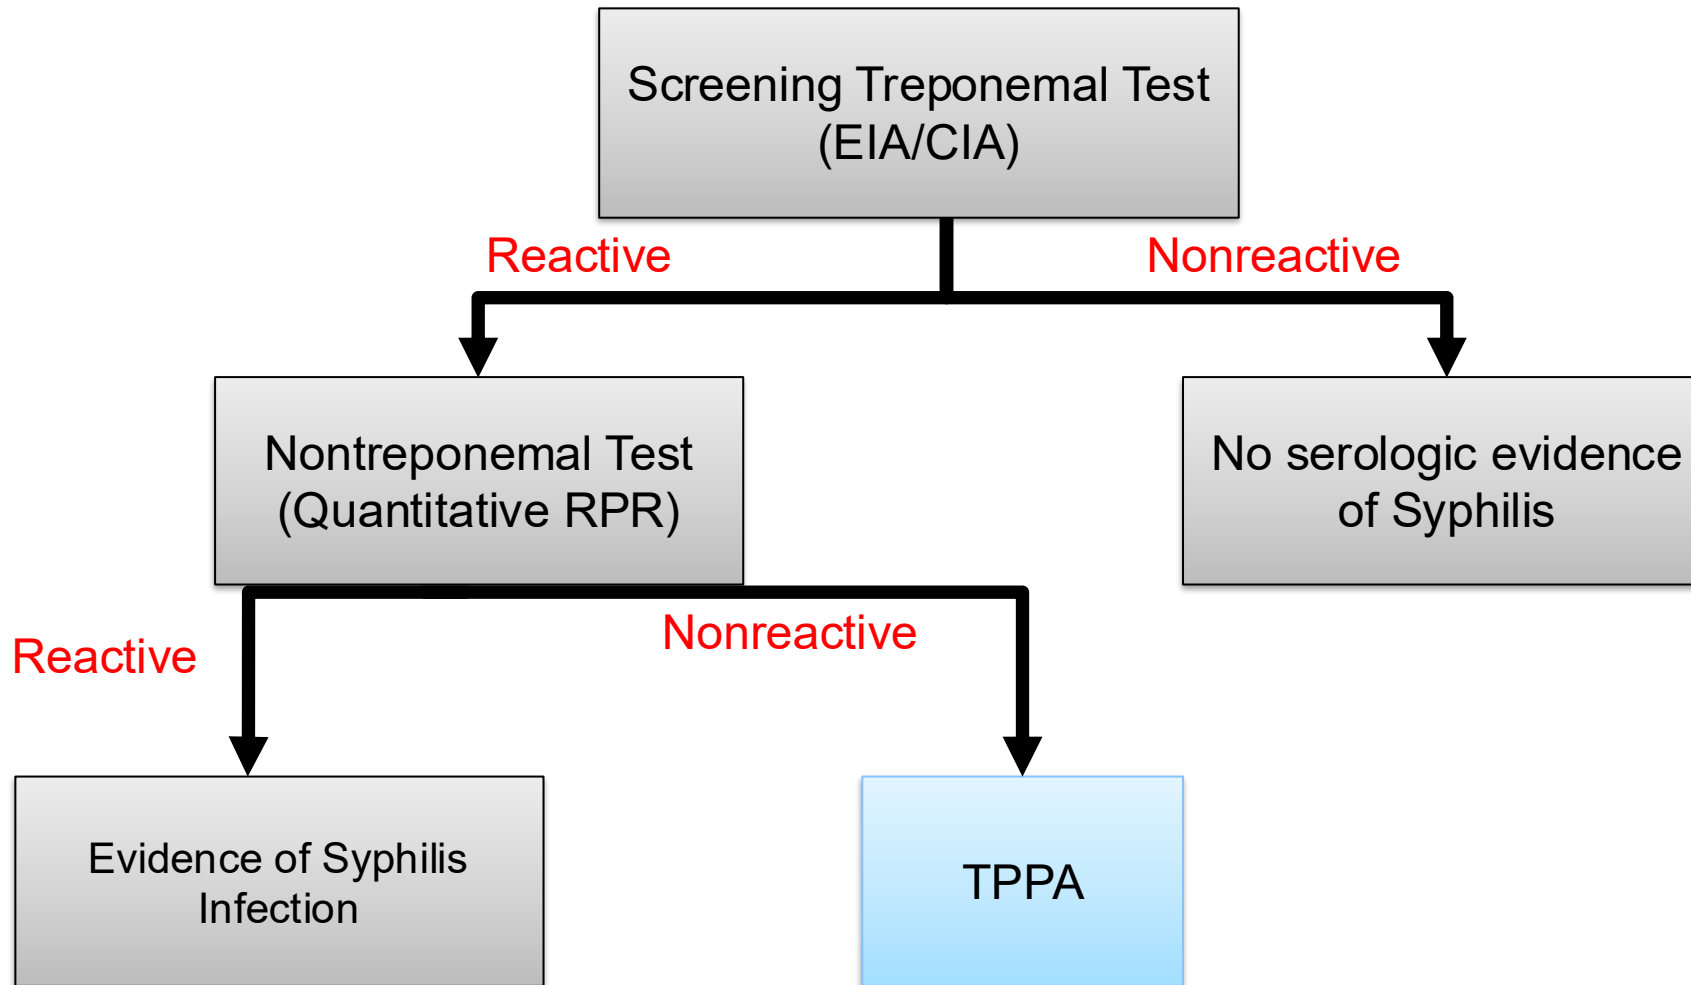 Screening Treponemal Test
(EIA/CIA)
Reactive
Nonreactive
Nontreponemal Test
(Quantitative RPR)
No serologic evidence
of Syphilis
Reactive
Nonreactive
Evidence of Syphilis
Infection
TPPA